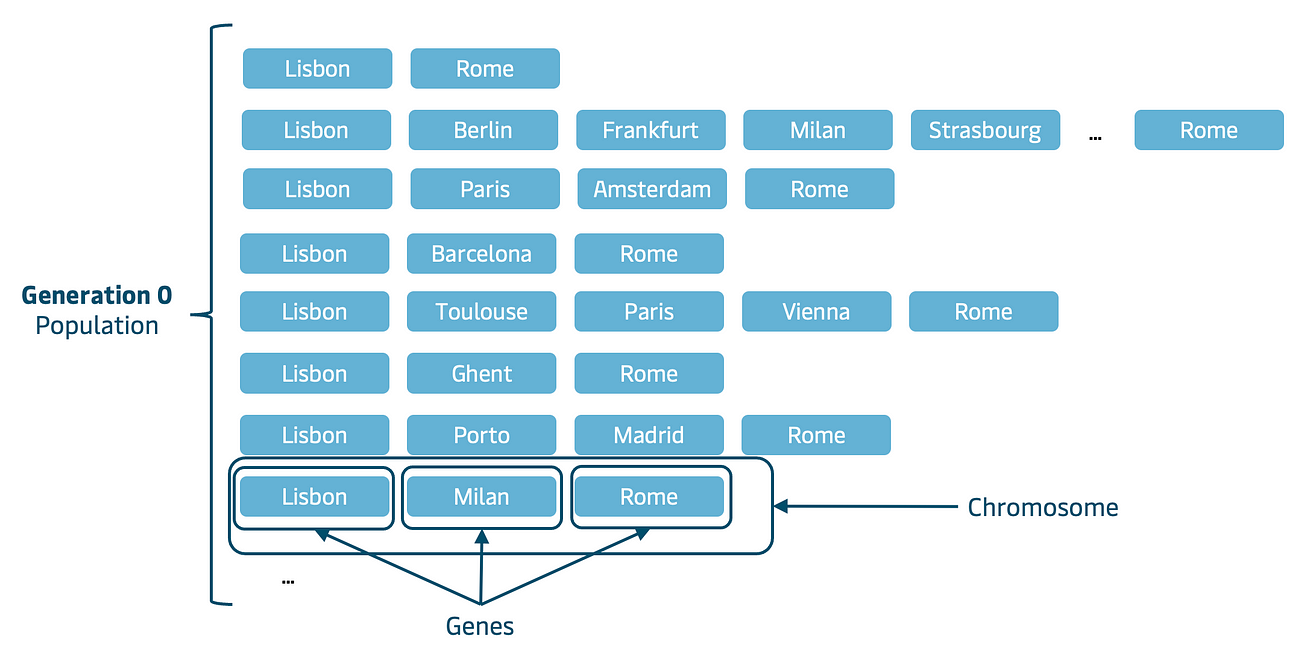 Lisbon Rome
Lisbon Berlin Frankfurt Milan Strasbourg ... Rome
Lisbon Paris Amsterdam Rome
Lisbon Barcelona Rome
Generation 0
Population
Lisbon Toulouse Paris Vienna Rome
Lisbon Ghent Rome
Lisbon Porto Madrid Rome
Lisbon Milan Rome
Chromosome
...
Genes